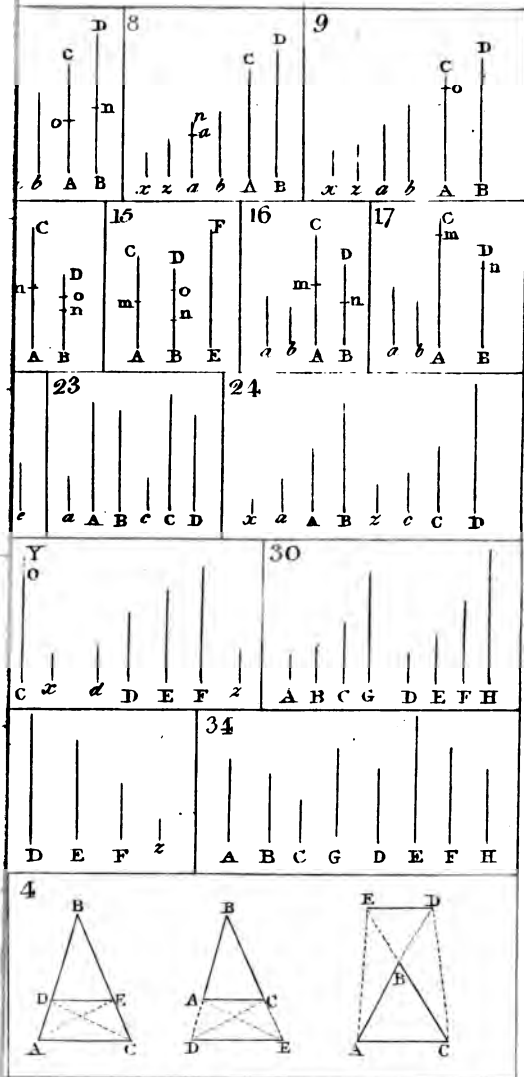 8 9
D
C
o n
b A B
C D
n
a
x z a b A B
C D
o
x z a b A B
15 16 17
C
n D
o
n
A B
C D F
m o
n
A B E
C
D
m n
a b A B
C
m
D
n
a b A B
23 24
e a A B c C D x a A B z c C D
Y 30
o
C x d D E F z A B C G D E F H
34
D E F z A B C G D E F H
4
B B E D
D E A C B
A C D E A C